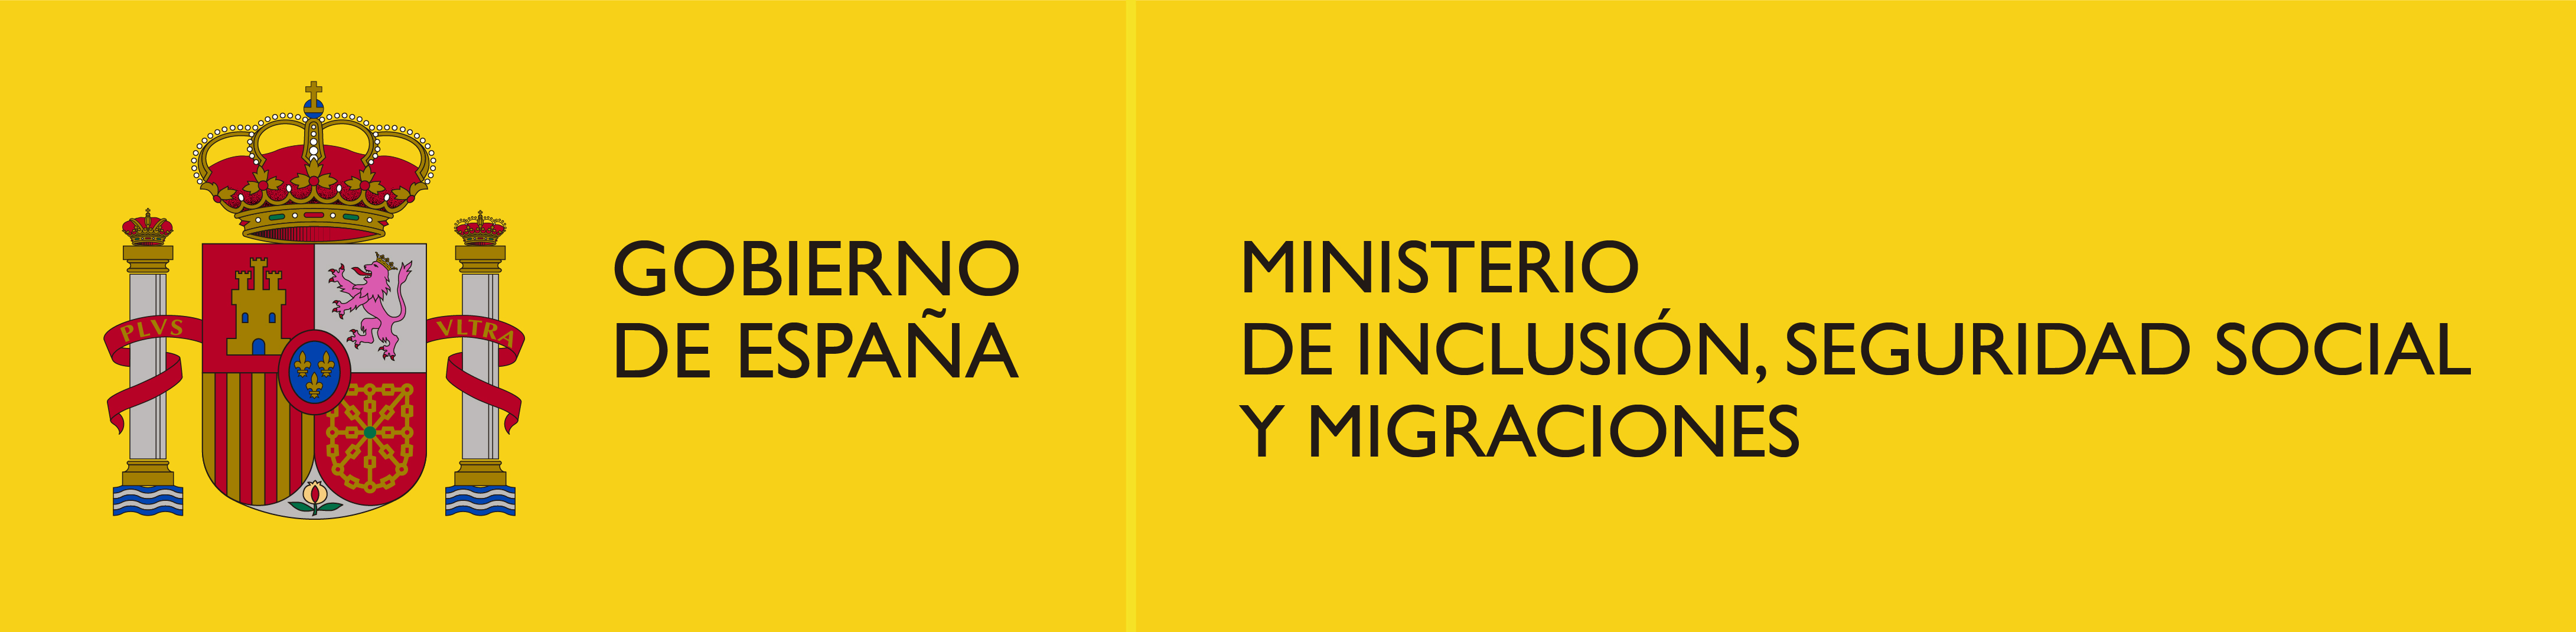 PLVS VLTRA
GOBIERNO
DE ESPAÑA
MINISTERIO
DE INCLUSIÓN, SEGURIDAD SOCIAL
Y MIGRACIONES